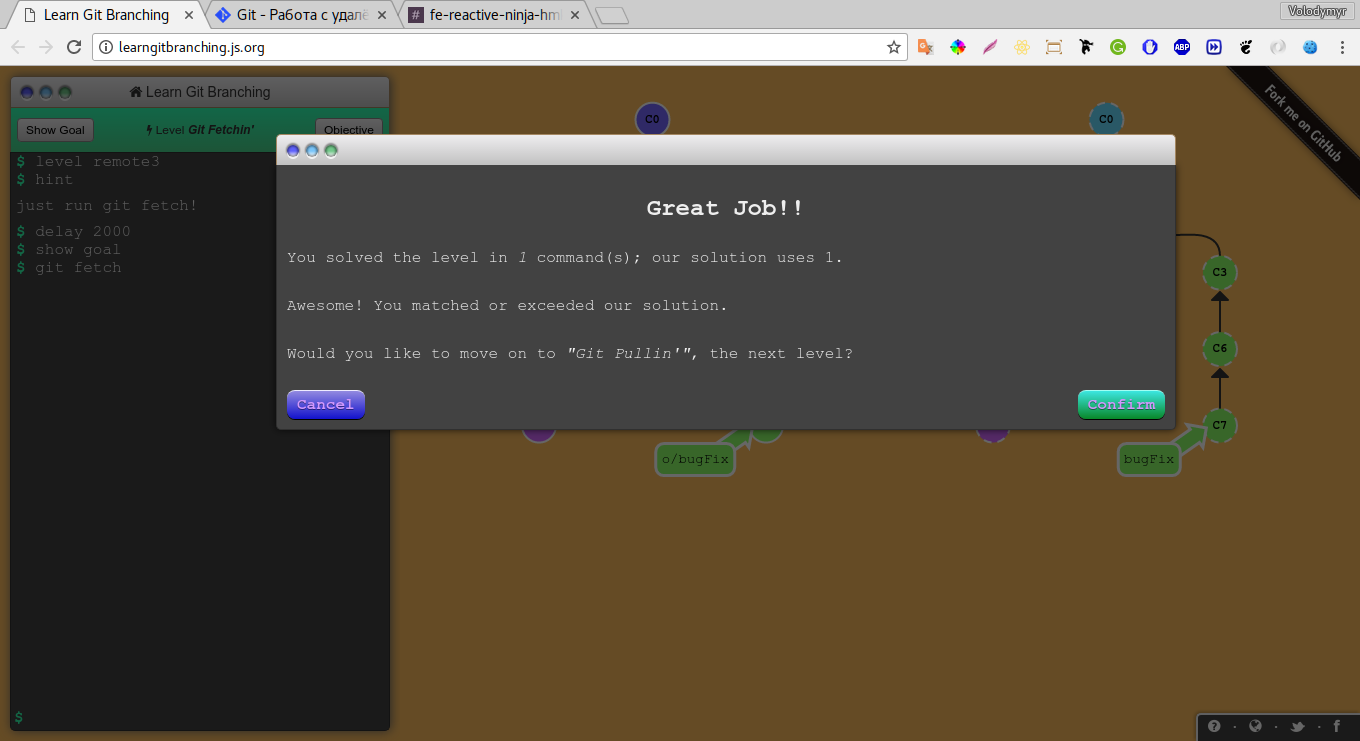 Learn Git Branching
Git - Работа с удалё
fe-reactive-ninja-hm
Volodymyr
learngitbranching.js.org
ABP
Learn Git Branching
Show Goal
Level Git Fetchin'
Objective
$ level remote3
$ hint
just run git fetch!
$ delay 2000
$ show goal
$ git fetch
$
C0
C0
Fork me on GitHub
Great Job!!
You solved the level in 1 command(s); our solution uses 1.
Awesome! You matched or exceeded our solution.
Would you like to move on to "Git Pullin'", the next level?
Cancel
Confirm
C3
C6
C7
o/bugFix
bugFix